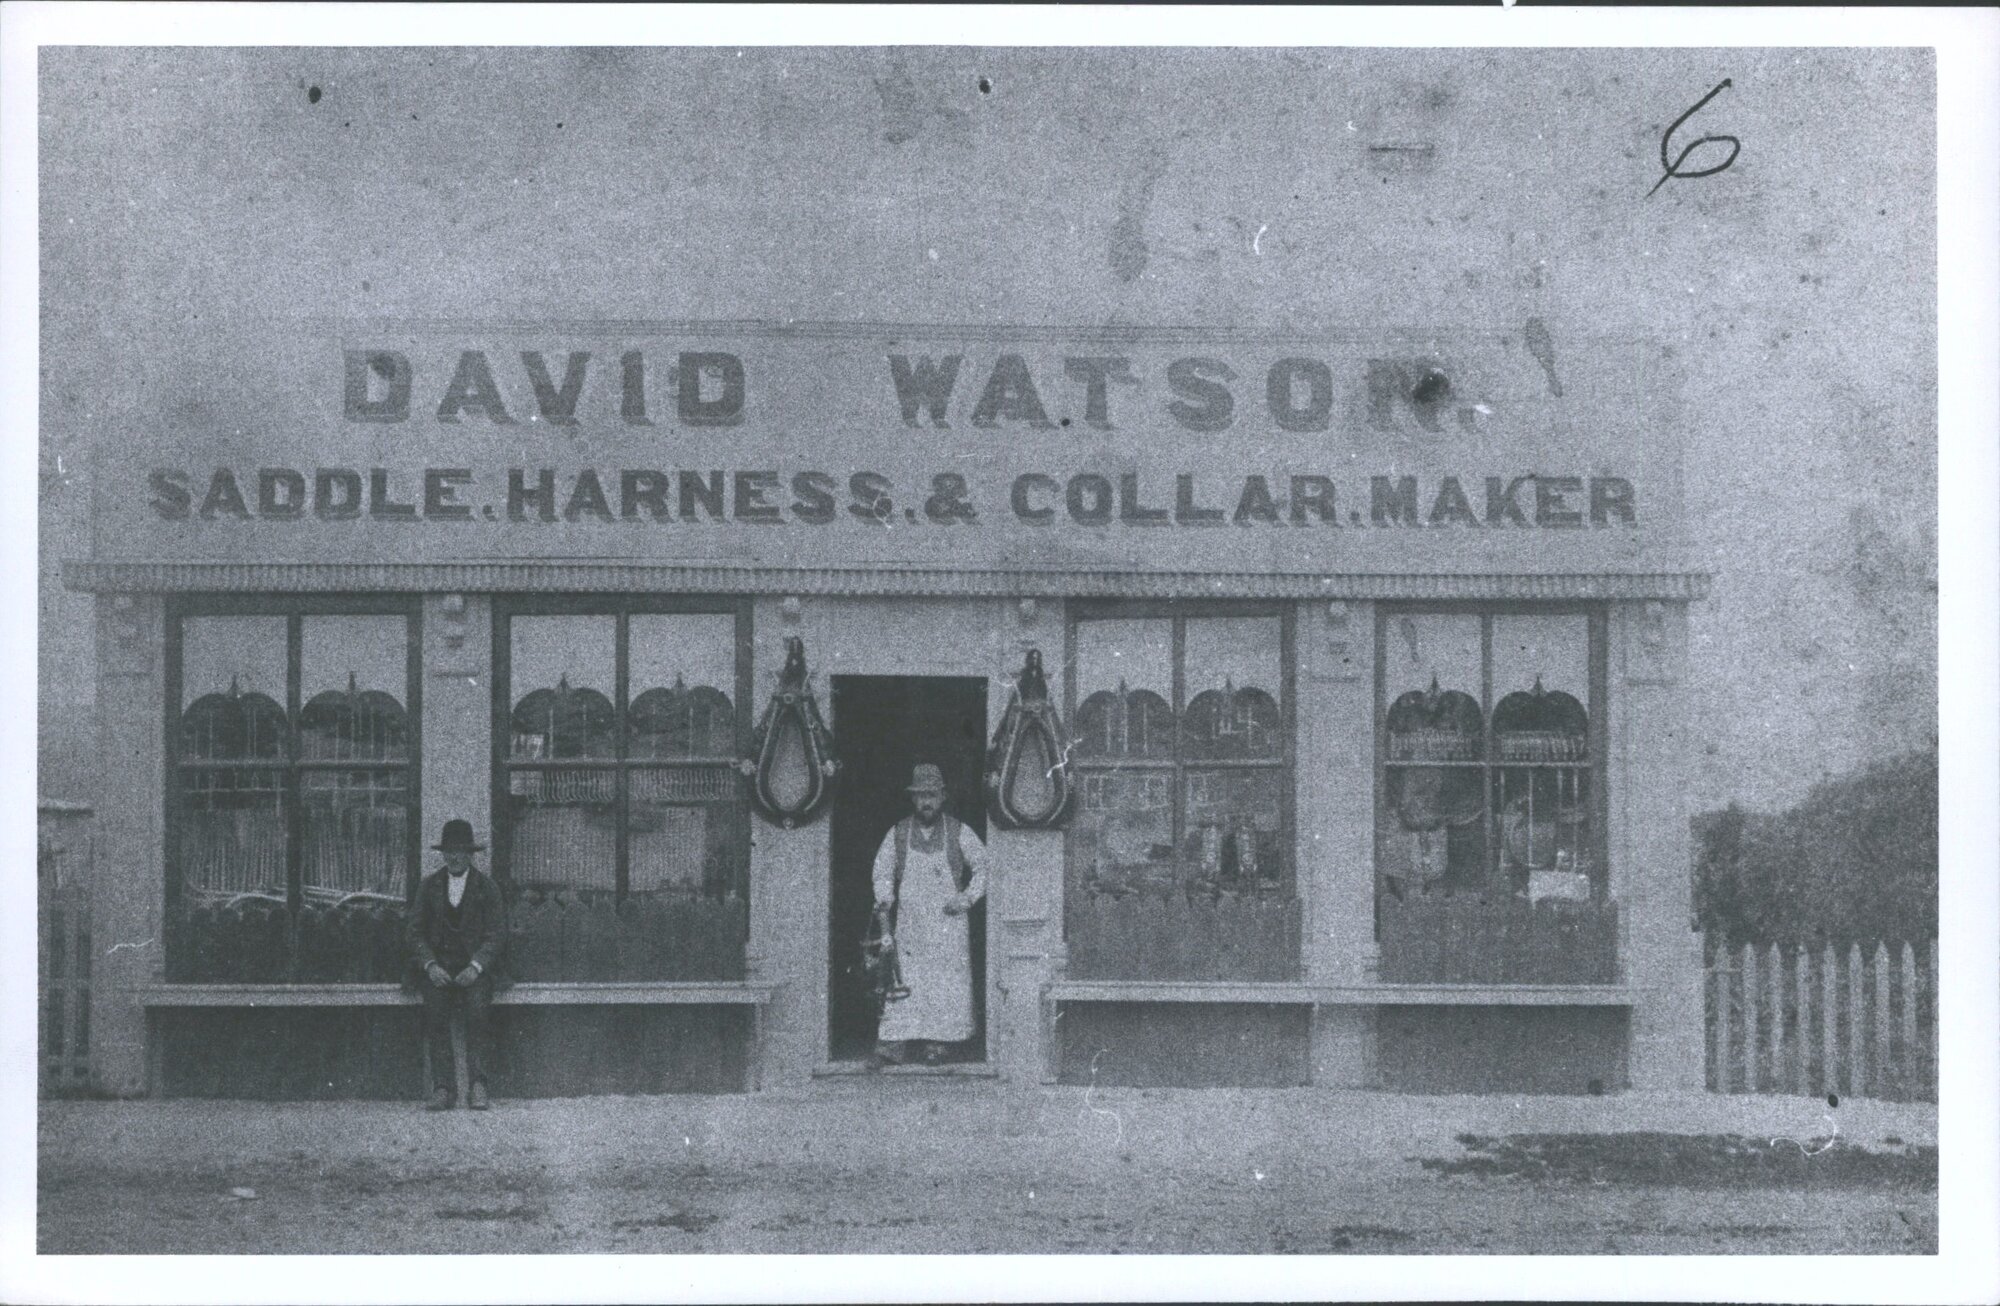 6
DAVID WATSON.
SADDLE. HARNESS. & COLLAR. MAKER